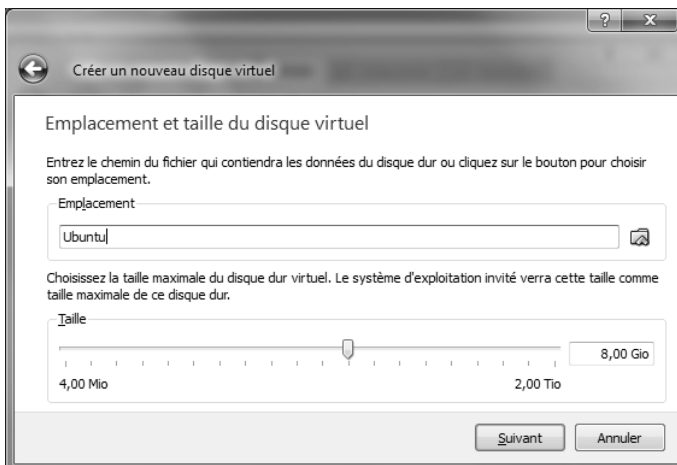 Créer un nouveau disque virtuel
Emplacement et taille du disque virtuel
Entrez le chemin du fichier qui contiendra les données du disque dur ou cliquez sur le bouton pour choisir
son emplacement.
Emplacement
Ubuntu
Choisissez la taille maximale du disque dur virtuel. Le système d'exploitation invité verra cette taille comme
taille maximale de ce disque dur.
Taille
8,00 Gio
4,00 Mio 2,00 Tio
Suivant Annuler